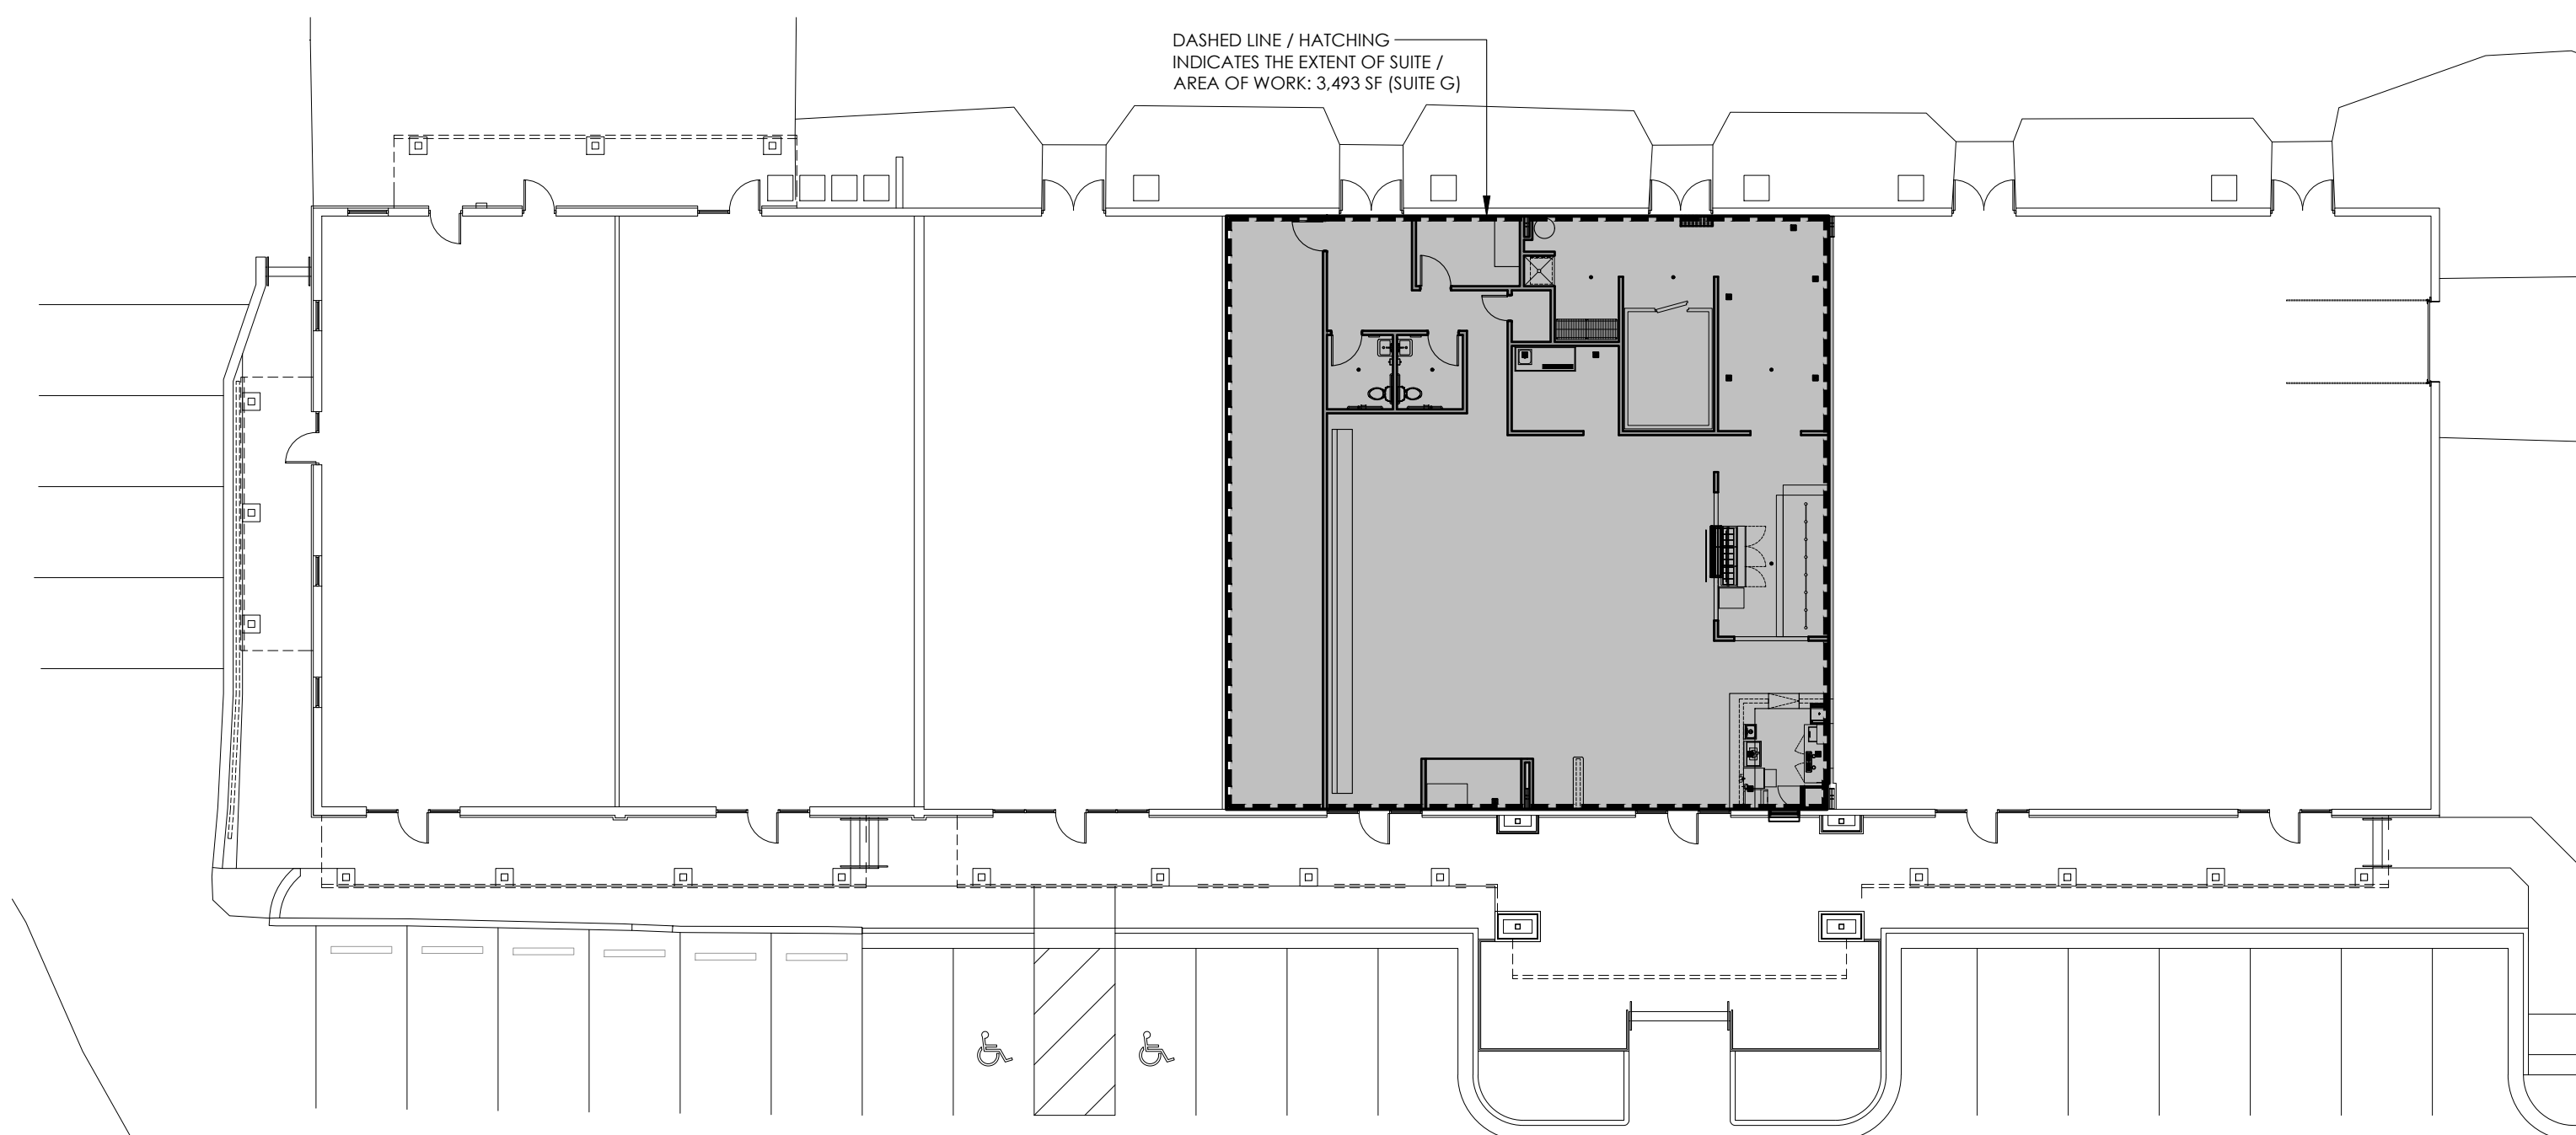 DASHED LINE / HATCHING
INDICATES THE EXTENT OF SUITE /
AREA OF WORK: 3,493 SF (SUITE G)